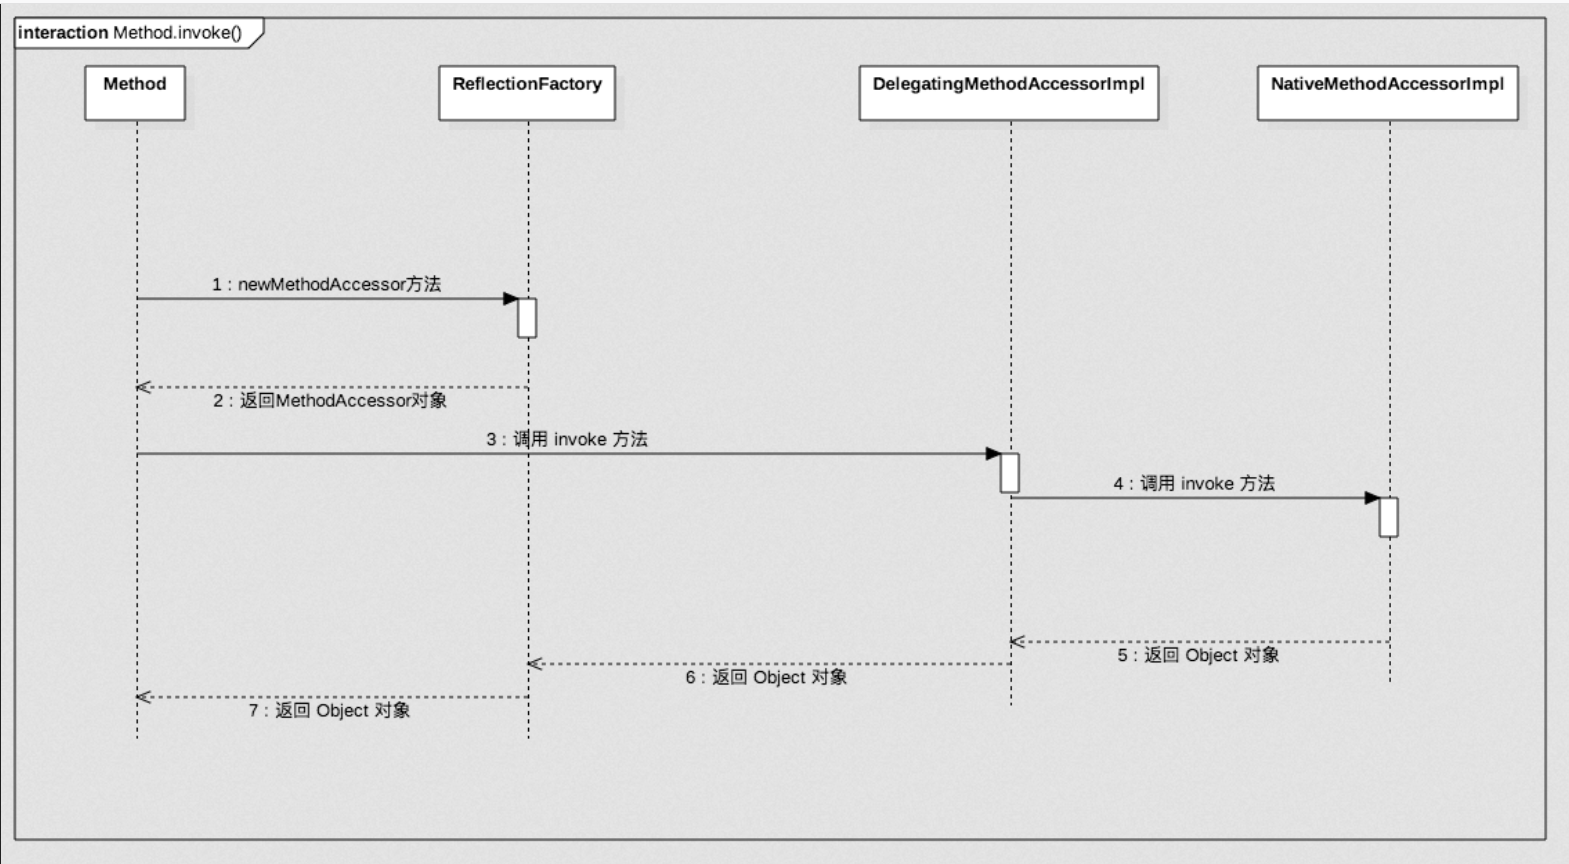 interaction Method.invoke()
Method
ReflectionFactory
DelegatingMethodAccessorImpl
NativeMethodAccessorImpl
1 : newMethodAccessor方法
2 : 返回MethodAccessor对象
3 : 调用 invoke 方法
4 : 调用 invoke 方法
5 : 返回 Object 对象
6 : 返回 Object 对象
7 : 返回 Object 对象